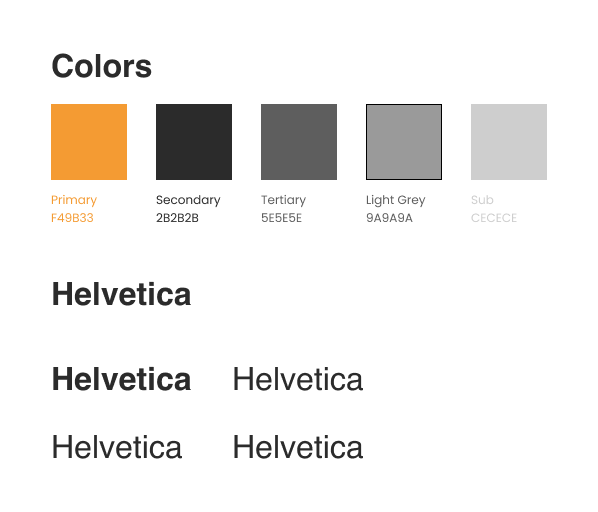 Colors
Primary
F49B33
Secondary
2B2B2B
Tertiary
5E5E5E
Light Grey
9A9A9A
Sub
CECECE
Helvetica
Helvetica
Helvetica
Helvetica
Helvetica